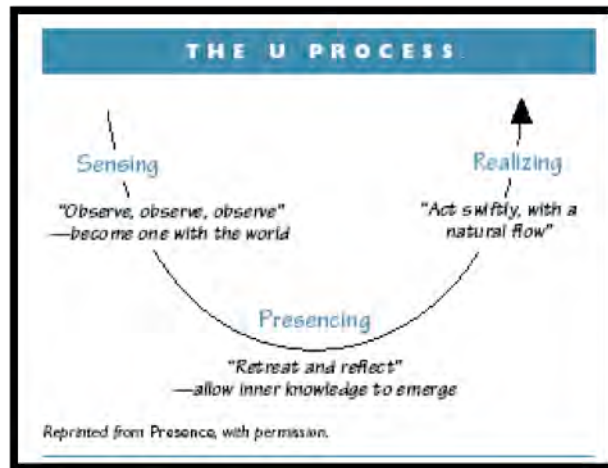 THE U PROCESS
Sensing
"Observe, observe, observe"
—become one with the world
Realizing
"Act swiftly, with a
natural flow"
Presencing
"Retreat and reflect"
—allow inner knowledge to emerge
Reprinted from Presence, with permission.